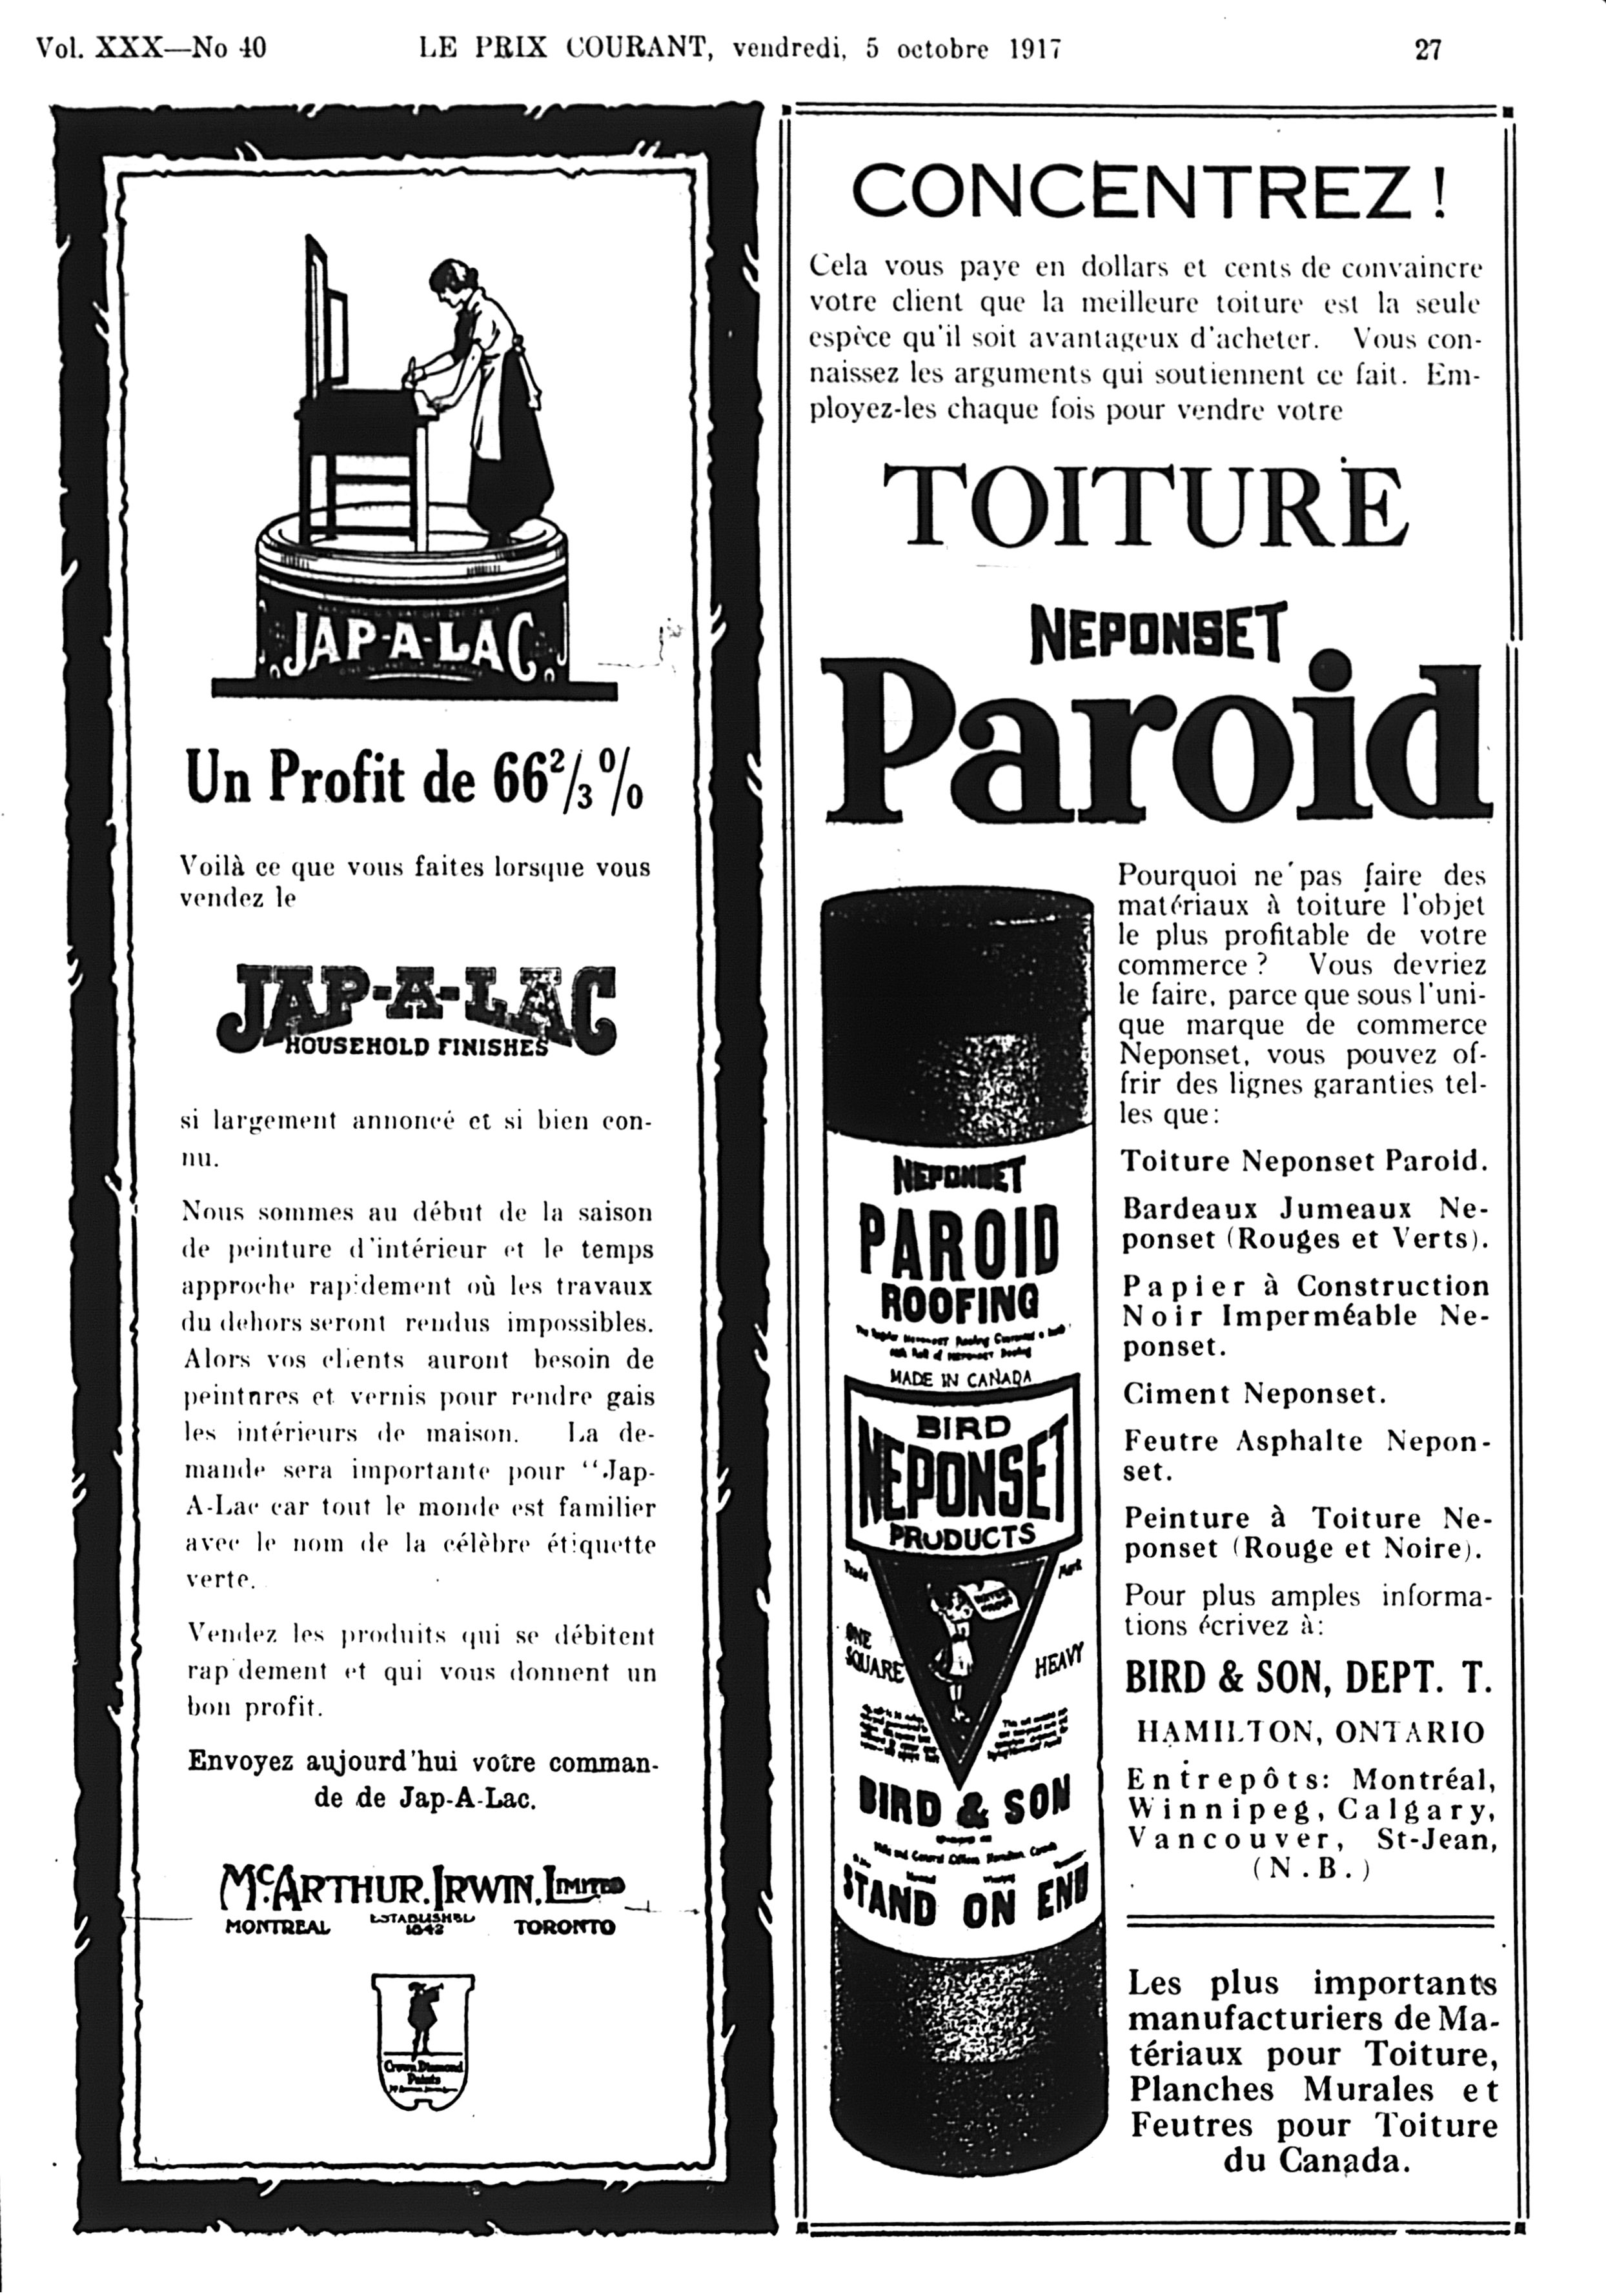 Vol. XXX—No 40 LE PRIX COURANT, vendredi, 5 octobre 1917 27
JAP-A-LAC
Un Profit de 66 2/3 %
Voilà ce que vous faites lorsque vous
vendez le
JAP-A-LAC
HOUSEHOLD FINISHES
si largement annoncé et si bien con-
nu.
Nous sommes au début de la saison
de peinture d'intérieur et le temps
approche rapidement où les travaux
du dehors seront rendus impossibles.
Alors vos clients auront besoin de
peintures et vernis pour rendre gais
les intérieurs de maison. La de-
mande sera importante pour "Jap-
A-Lac car tout le monde est familier
avec le nom de la célèbre étiquette
verte.
Vendez les produits qui se débitent
rapidement et qui vous donnent un
bon profit.
Envoyez aujourd'hui votre comman-
de de Jap-A-Lac.
McARTHUR, IRWIN, LIMITED
MONTREAL ESTABLISHED 1842 TORONTO
Crown Diamond
Paints
CONCENTREZ !
Cela vous paye en dollars et cents de convaincre
votre client que la meilleure toiture est la seule
espèce qu'il soit avantageux d'acheter. Vous con-
naissez les arguments qui soutiennent ce fait. Em-
ployez-les chaque fois pour vendre votre
TOITURE
NEPONSET
Paroid
NEPONSET
PAROID
ROOFING
MADE IN CANADA
BIRD
NEPONSET
PRODUCTS
Trade Mark
ONE
SQUARE
HEAVY
BIRD & SON
STAND ON END
Pourquoi ne pas faire des
matériaux à toiture l'objet
le plus profitable de votre
commerce ? Vous devriez
le faire, parce que sous l'uni-
que marque de commerce
Neponset, vous pouvez of-
frir des lignes garanties tel-
les que:
Toiture Neponset Paroid.
Bardeaux Jumeaux Ne-
ponset (Rouges et Verts).
Papier à Construction
Noir Imperméable Ne-
ponset.
Ciment Neponset.
Feutre Asphalte Nepon-
set.
Peinture à Toiture Ne-
ponset (Rouge et Noire).
Pour plus amples informa-
tions écrivez à:
BIRD & SON, DEPT. T.
HAMILTON, ONTARIO
Entrepôts: Montréal,
Winnipeg, Calgary,
Vancouver, St-Jean,
(N.B.)
Les plus importants
manufacturiers de Ma-
tériaux pour Toiture,
Planches Murales et
Feutres pour Toiture
du Canada.